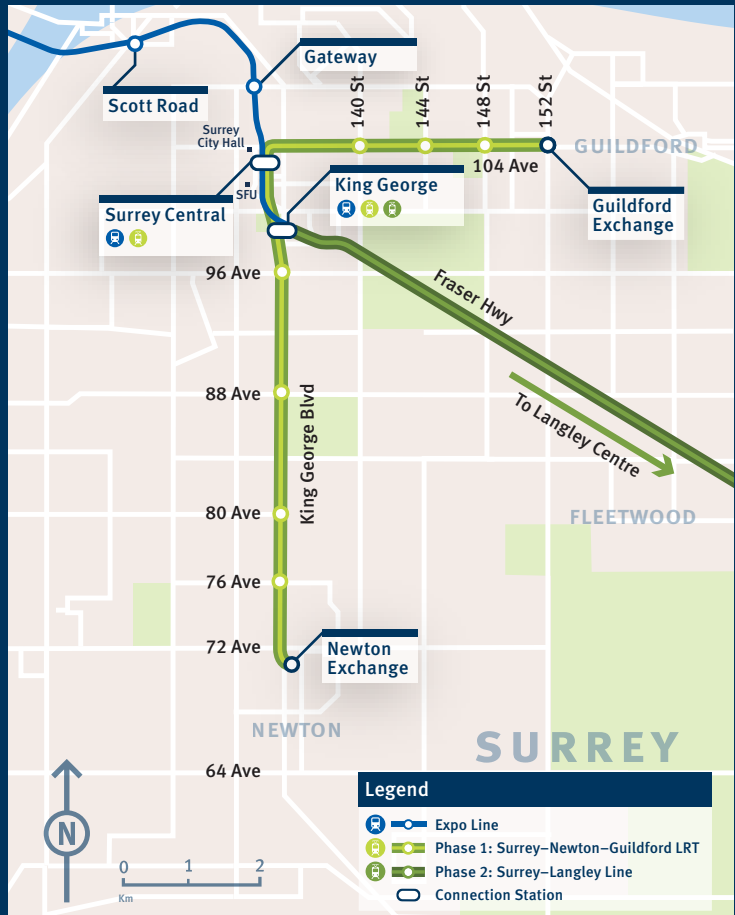 Gateway
Scott Road
140 St
144 St
148 St
152 St
Surrey
City Hall
GUILDFORD
104 Ave
King George
SFU
Surrey Central
Guildford
Exchange
96 Ave
Fraser Hwy
88 Ave
King George Blvd
To Langley Centre
80 Ave
FLEETWOOD
76 Ave
72 Ave
Newton
Exchange
NEWTON
SURREY
64 Ave
Legend
Expo Line
Phase 1: Surrey–Newton–Guildford LRT
Phase 2: Surrey–Langley Line
Connection Station
N
0 1 2
Km